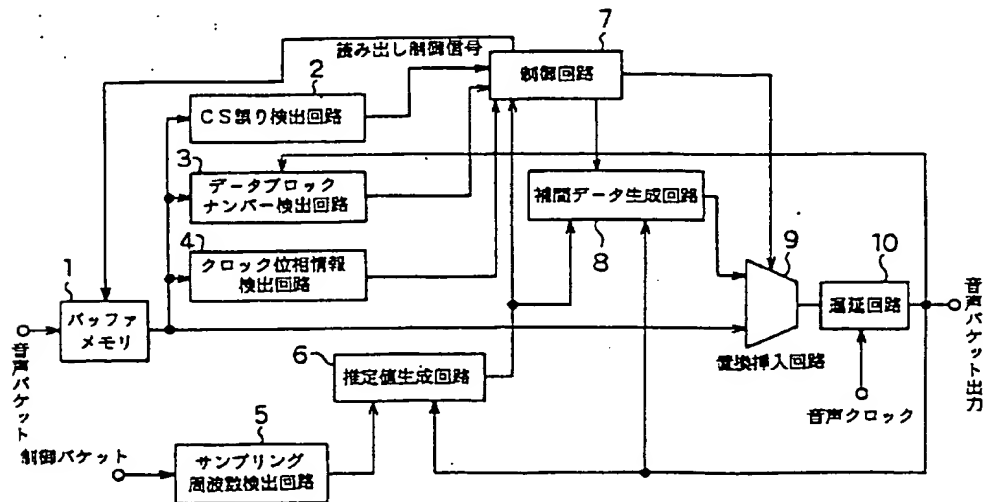 7
読み出し制御信号
制御回路
2
CS誤り検出回路
3
データブロック
ナンバー検出回路
補間データ生成回路
8
4
クロック位相情報
検出回路
9
10
1
バッファ
メモリ
遅延回路
音声パケット出力
置換挿入回路
音声パケット
6
推定値生成回路
音声クロック
制御パケット
5
サンプリング
周波数検出回路